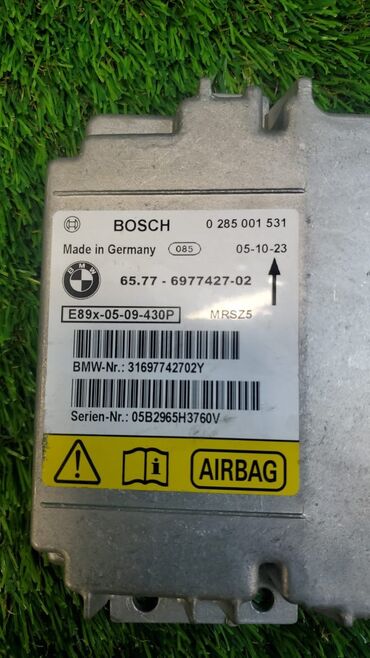 BOSCH 0 285 001 531
Made in Germany 085 05-10-23
BMW
65.77 - 6977427-02
E89x-05-09-430P MRSZ5
BMW-Nr.: 31697742702Y
Serien-Nr.: 05B2965H3760V
AIRBAG